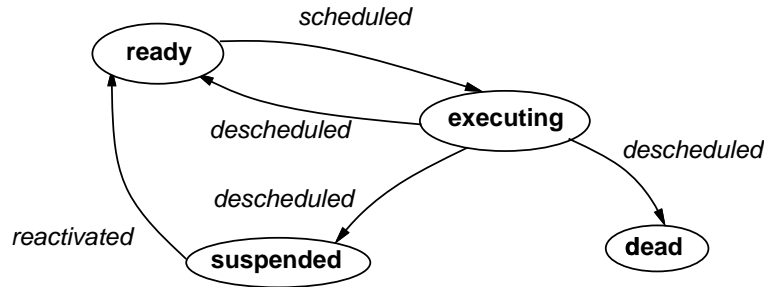 scheduled
ready
executing
descheduled
descheduled
descheduled
reactivated
suspended
dead